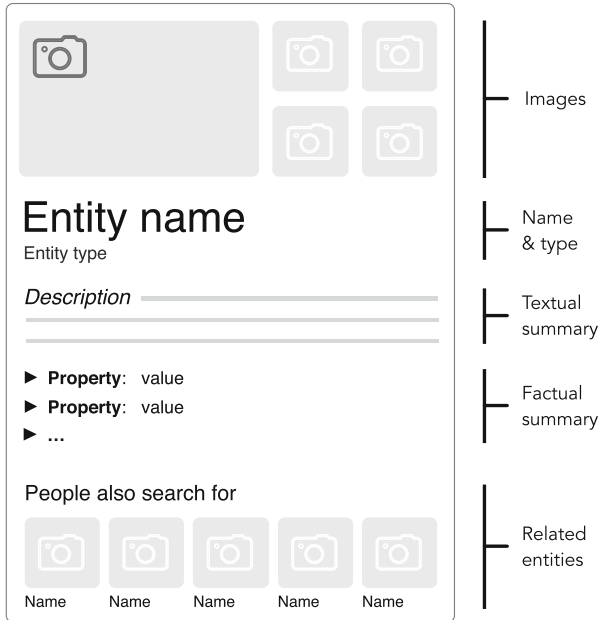 Images
Entity name
Entity type
Name
& type
Description
Textual
summary
► Property: value
► Property: value
► ...
Factual
summary
People also search for
Name Name Name Name Name
Related
entities